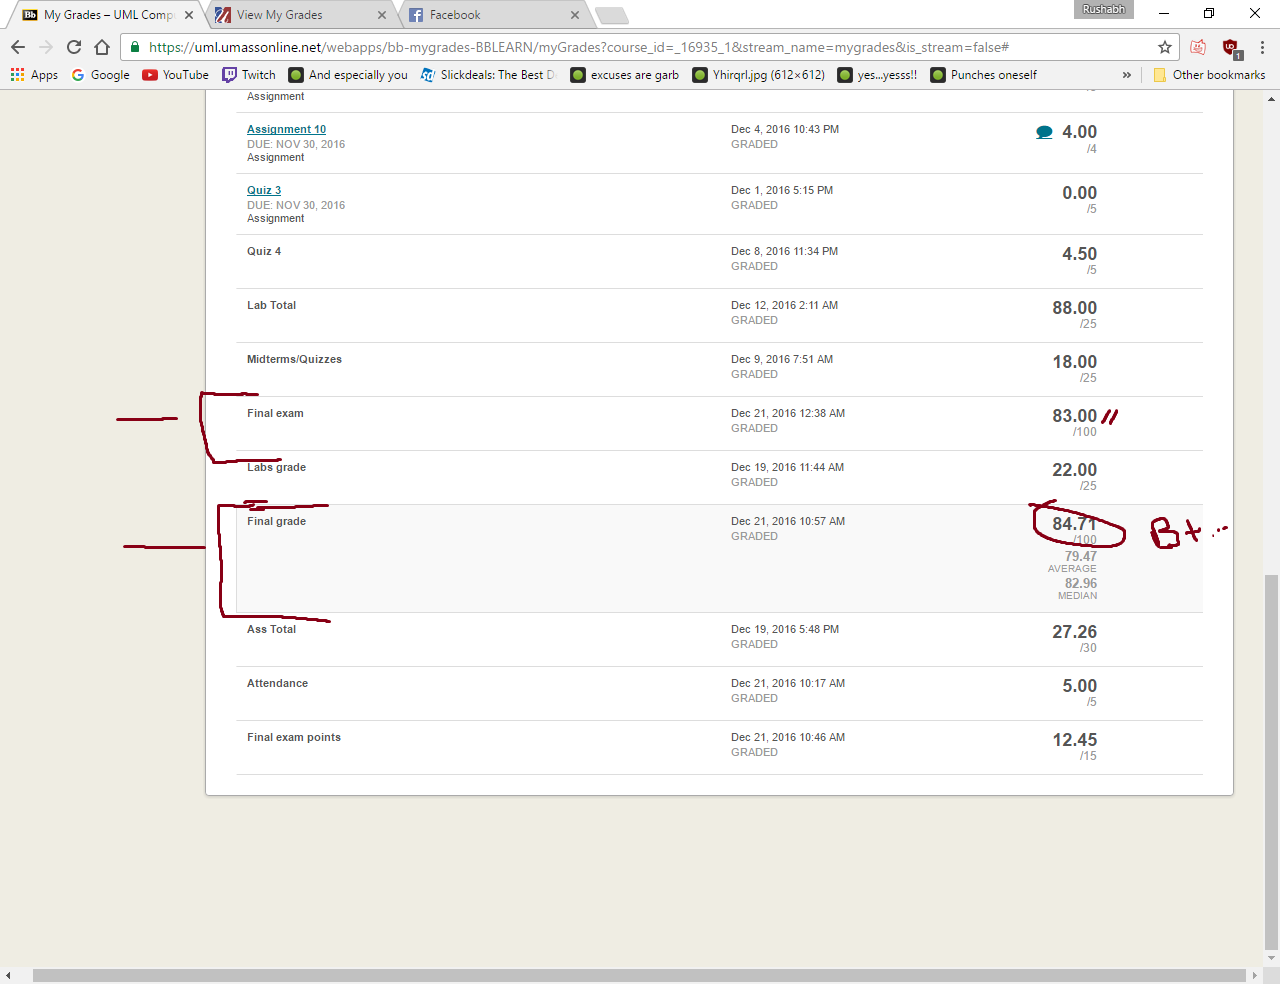 Rushabh
My Grades – UML Comp
View My Grades
Facebook
https://uml.umassonline.net/webapps/bb-mygrades-BBLEARN/myGrades?course_id=_16935_1&stream_name=mygrades&is_stream=false#
Apps Google YouTube Twitch And especially you Slickdeals: The Best D excuses are garb Yhirqrl.jpg (612×612) yes...yesss!! Punches oneself » Other bookmarks
Assignment
Assignment 10 Dec 4, 2016 10:43 PM 4.00
DUE: NOV 30, 2016 GRADED /4
Assignment
Quiz 3 Dec 1, 2016 5:15 PM 0.00
DUE: NOV 30, 2016 GRADED /5
Assignment
Quiz 4 Dec 8, 2016 11:34 PM 4.50
GRADED /5
Lab Total Dec 12, 2016 2:11 AM 88.00
GRADED /25
Midterms/Quizzes Dec 9, 2016 7:51 AM 18.00
GRADED /25
Final exam Dec 21, 2016 12:38 AM 83.00
GRADED /100
Labs grade Dec 19, 2016 11:44 AM 22.00
GRADED /25
Final grade Dec 21, 2016 10:57 AM 84.71 B+...
GRADED /100
79.47
AVERAGE
82.96
MEDIAN
Ass Total Dec 19, 2016 5:48 PM 27.26
GRADED /30
Attendance Dec 21, 2016 10:17 AM 5.00
GRADED /5
Final exam points Dec 21, 2016 10:46 AM 12.45
GRADED /15